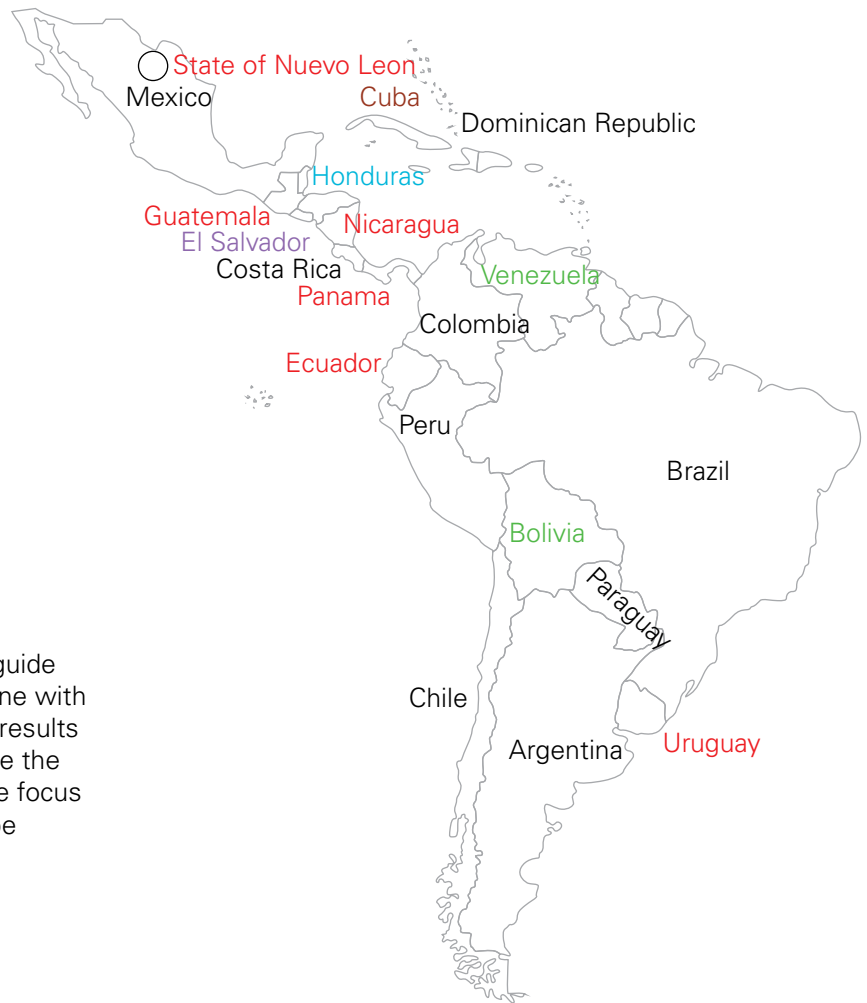 State of Nuevo Leon
Mexico
Cuba
Dominican Republic
Honduras
Guatemala
Nicaragua
El Salvador
Costa Rica
Venezuela
Panama
Colombia
Ecuador
Peru
Brazil
Bolivia
Paraguay
guide
ne with
results
e the
e focus
be
Chile
Uruguay
Argentina